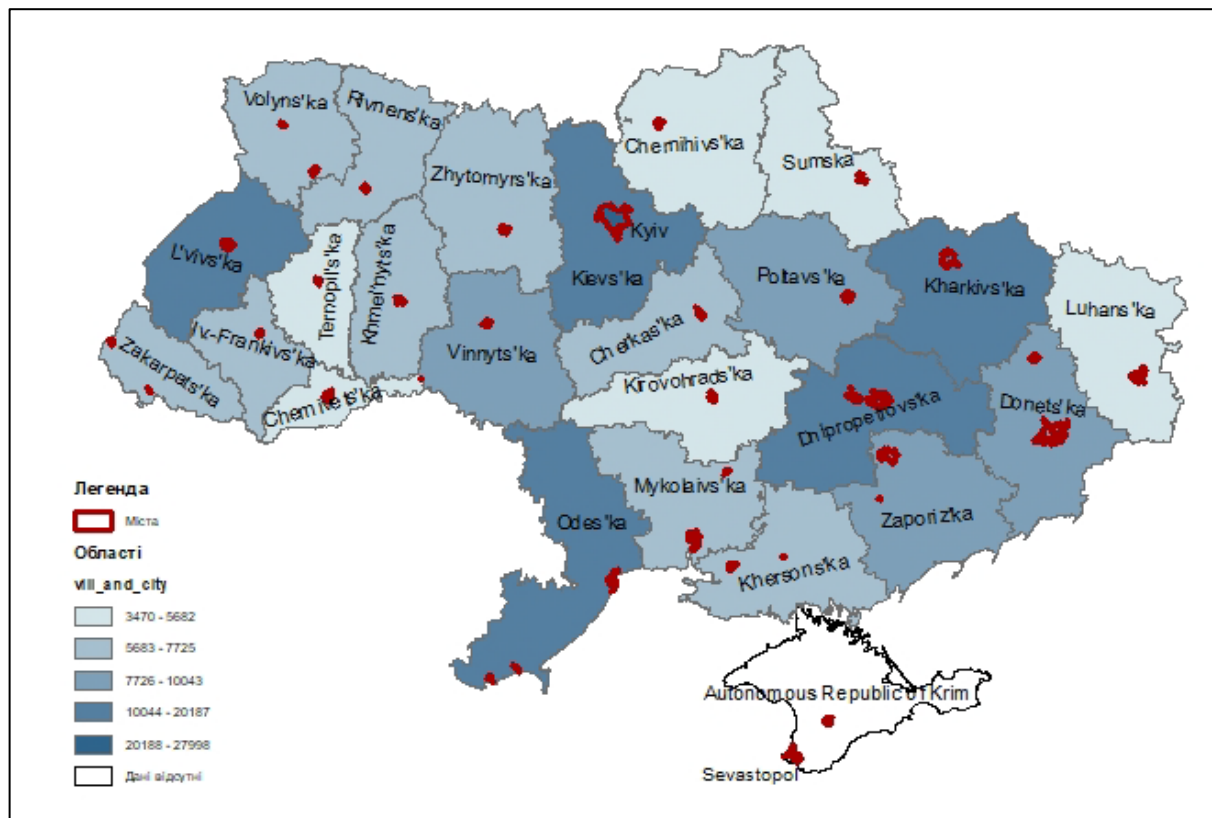 Volyns'ka
Rivnens'ka
Chernihivs'ka
Sumska
Zhytomyrs'ka
Kyiv
L'vivs'ka
Ternopil's'ka
Khmel'nyts'ka
Kievs'ka
Poltavs'ka
Kharkivs'ka
Luhans'ka
Iv.-Frankivs'ka
Vinnyts'ka
Cherkas'ka
Zakarpats'ka
Kirovohrads'ka
Chernivets'ka
Dnipropetrovs'ka
Donets'ka
Mykolaivs'ka
Odes'ka
Zaporiz'ka
Khersons'ka
Autonomous Republic of Krim
Sevastopol
Легенда
Міста
Області
vill_and_city
3470 - 5682
5683 - 7725
7726 - 10043
10044 - 20187
20188 - 27998
Дані відсутні